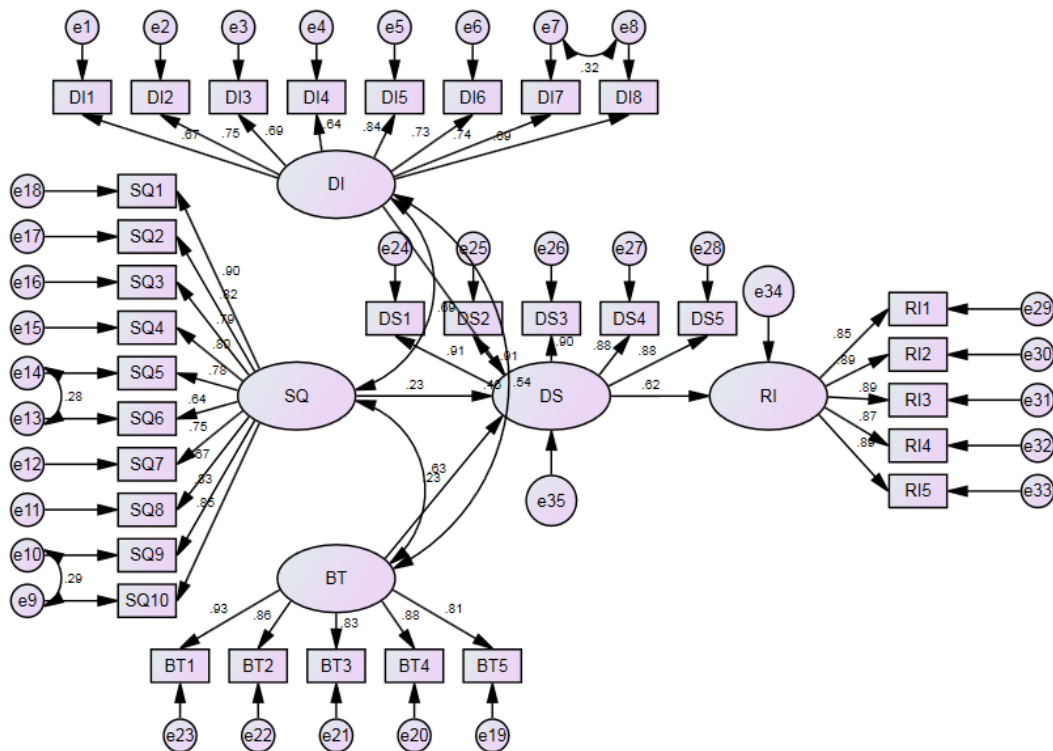 e1 e2 e3 e4 e5 e6 e7 e8
.32
DI1 DI2 DI3 DI4 DI5 DI6 DI7 DI8
.67 .75 .69 .64 .84 .73 .74 .69
DI
e18 SQ1
e17 SQ2
e16 SQ3
e15 SQ4
e14 SQ5
.28
e13 SQ6
e12 SQ7
e11 SQ8
e10 SQ9
.29
e9 SQ10
.90
.82
.79
.80
.78
.64
.75
.83
.85
SQ
e24 e25 e26 e27 e28
DS1 DS2 DS3 DS4 DS5
.69
.91 .91 .90 .88 .88
.54
.23
DS
.62
e35
e34
RI
.85
.89
.89
.87
RI1 e29
RI2 e30
RI3 e31
RI4 e32
RI5 e33
.63
.23
BT
.93 .86 .83 .88 .81
BT1 BT2 BT3 BT4 BT5
e23 e22 e21 e20 e19